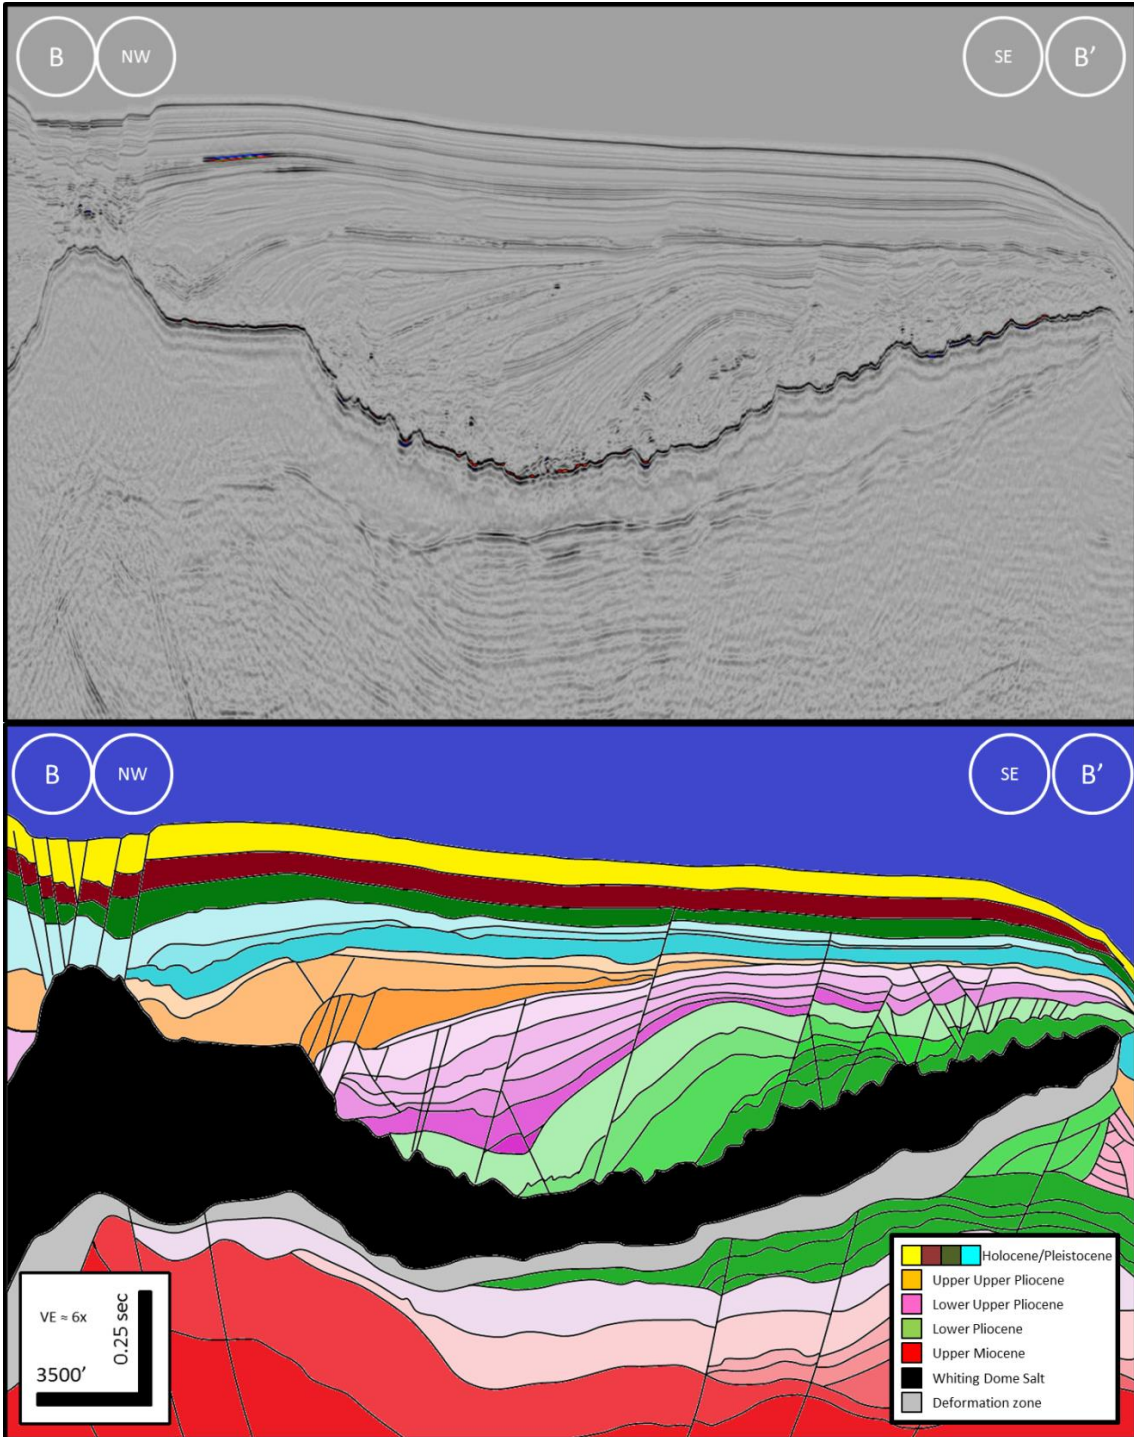 B NW SE B’
B NW SE B’
VE ≈ 6x
0.25 sec
3500’
Holocene/Pleistocene
Upper Upper Pliocene
Lower Upper Pliocene
Lower Pliocene
Upper Miocene
Whiting Dome Salt
Deformation zone